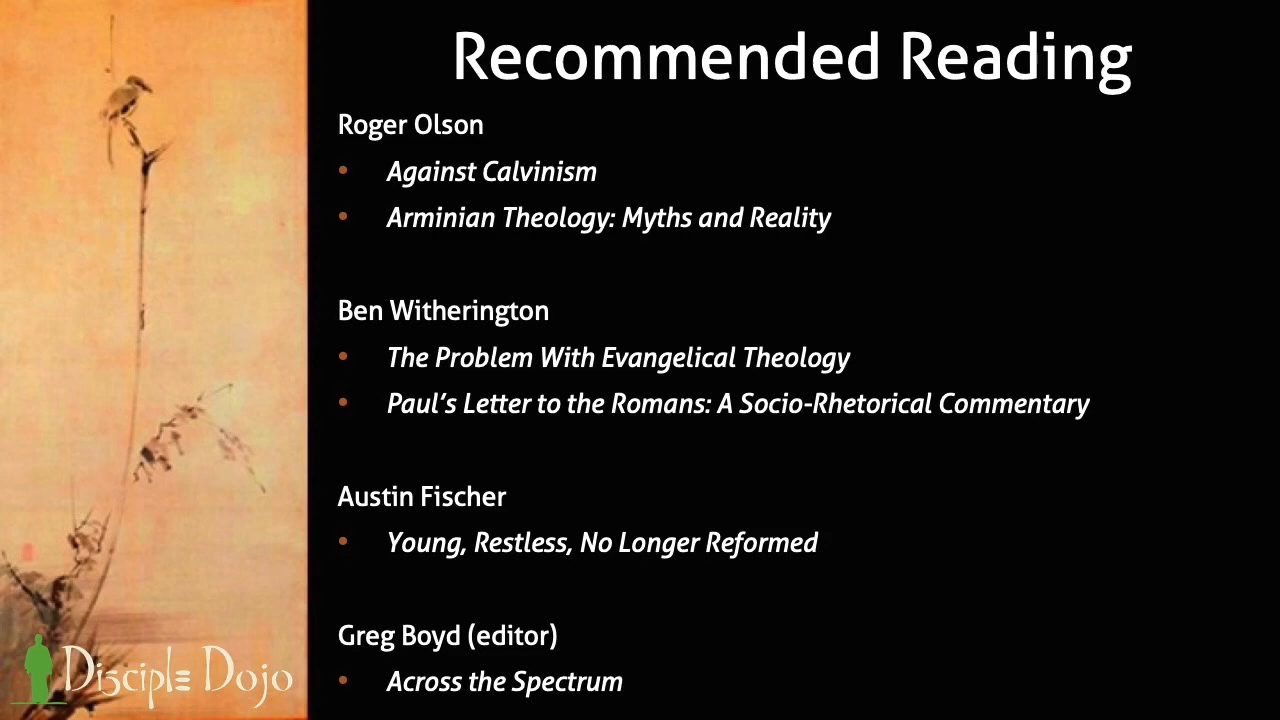 Recommended Reading
Roger Olson
• Against Calvinism
• Arminian Theology: Myths and Reality
Ben Witherington
• The Problem With Evangelical Theology
• Paul’s Letter to the Romans: A Socio-Rhetorical Commentary
Austin Fischer
• Young, Restless, No Longer Reformed
Greg Boyd (editor)
• Across the Spectrum
Disciple Dojo